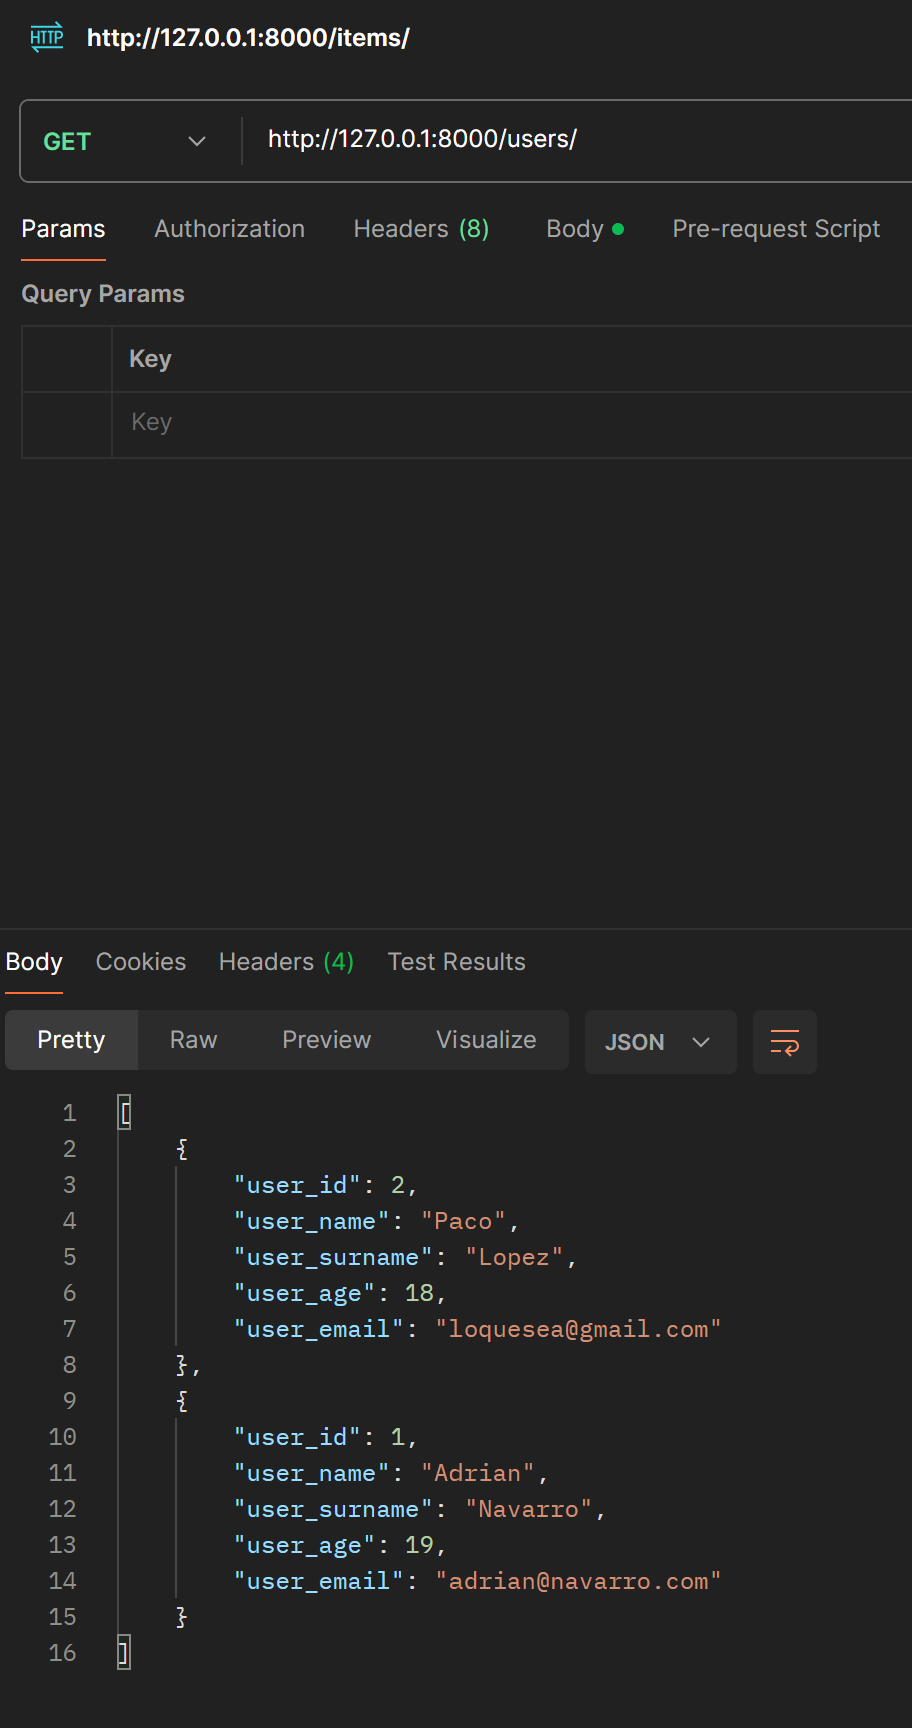 HTTP http://127.0.0.1:8000/items/
GET http://127.0.0.1:8000/users/
Params Authorization Headers (8) Body Pre-request Script
Query Params
Key
Key
Body Cookies Headers (4) Test Results
Pretty Raw Preview Visualize JSON
1 [
2 {
3 "user_id": 2,
4 "user_name": "Paco",
5 "user_surname": "Lopez",
6 "user_age": 18,
7 "user_email": "loquesea@gmail.com"
8 },
9 {
10 "user_id": 1,
11 "user_name": "Adrian",
12 "user_surname": "Navarro",
13 "user_age": 19,
14 "user_email": "adrian@navarro.com"
15 }
16 ]